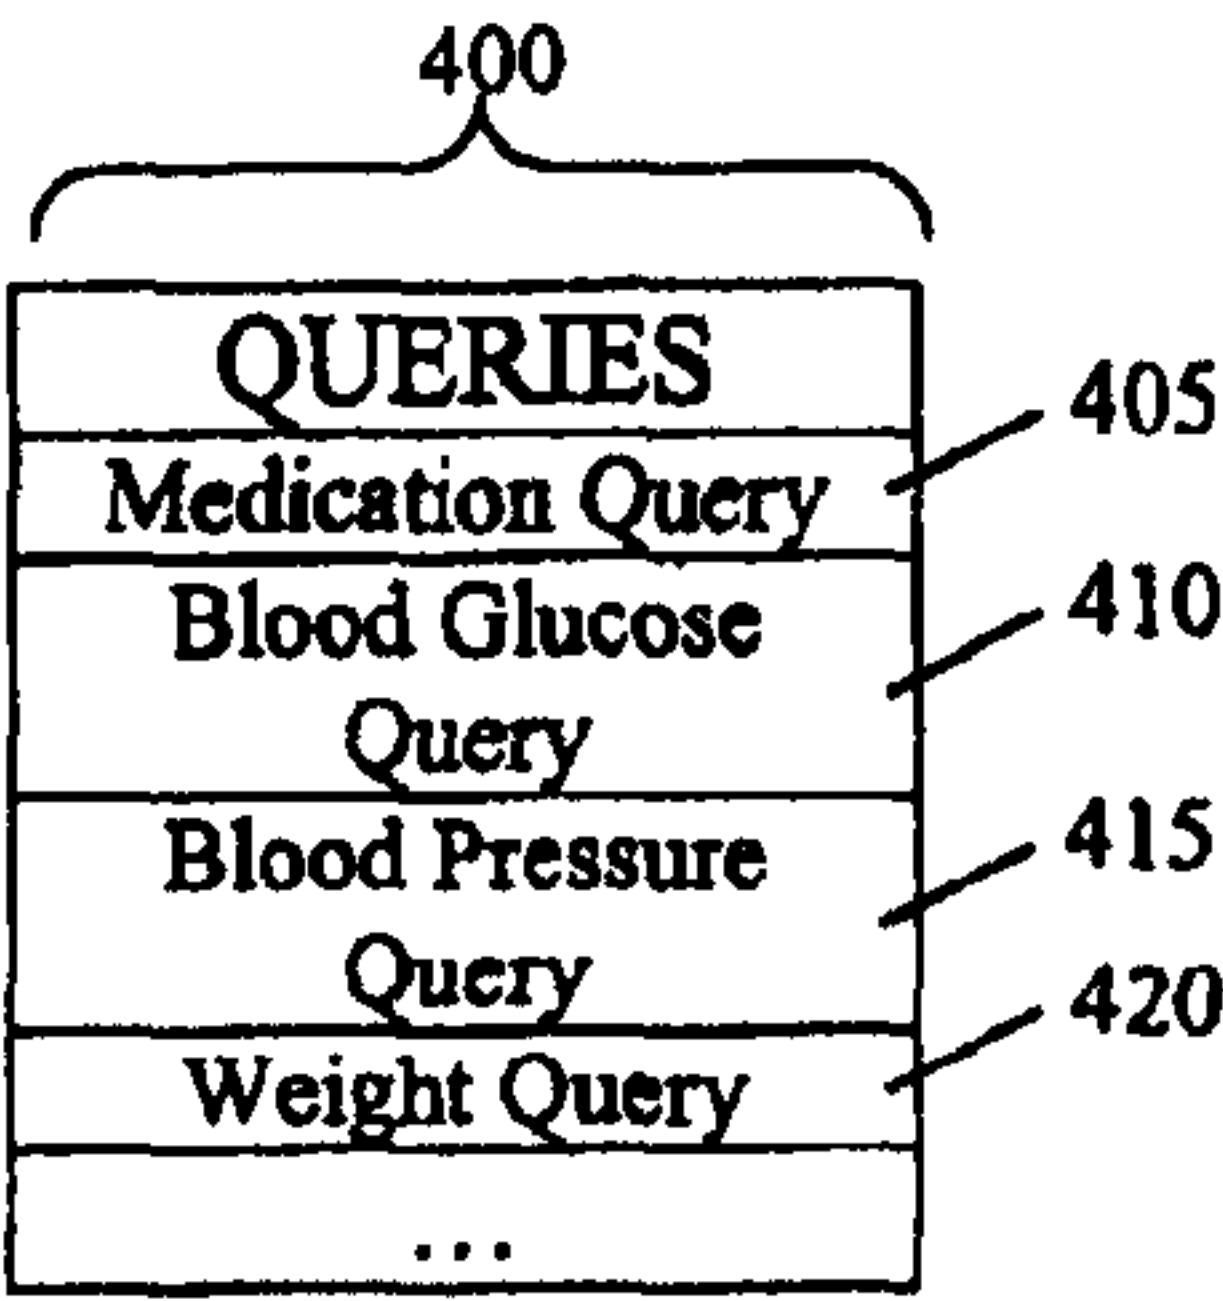 400
QUERIES
405
Medication Query
410
Blood Glucose
Query
415
Blood Pressure
Query
420
Weight Query
...